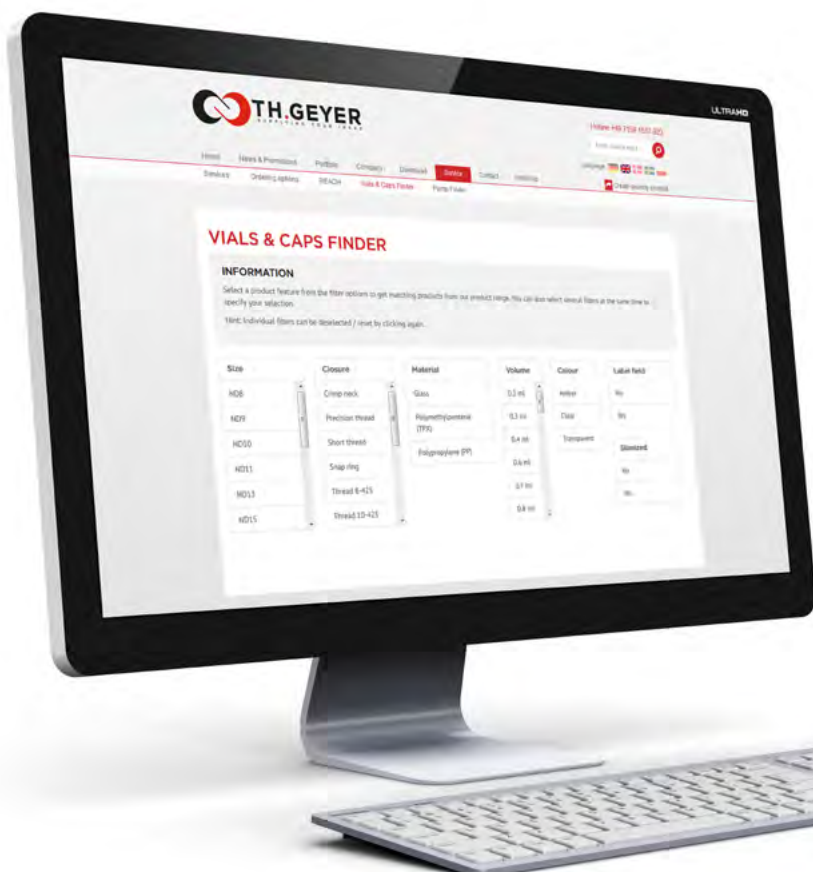 ULTRAHD
TH.GEYER
SUPPLYING YOUR IDEAS
Home News & Promotions Portfolio Company Download Service Contact
Services Ordering options REACH Vials & Caps Finder Pump Finder
Language
VIALS & CAPS FINDER
INFORMATION
Select a product feature from the filter options to get matching products from our product range. You can also select several filters at the same time to
specify your selection.
Hint: Individual filters can be deselected / reset by clicking again.
Size Closure Material Volume Colour Label field
ND8 Crimp neck Glass 0.2 ml Amber No
ND9 Precision thread Polymethylpentene (TPX) 0.3 ml Clear Yes
ND10 Short thread Polypropylene (PP) 0.4 ml Transparent
ND11 Snap ring 0.6 ml Silonized
ND13 Thread 8-425 0.7 ml No
ND15 Thread 10-425 0.8 ml Yes